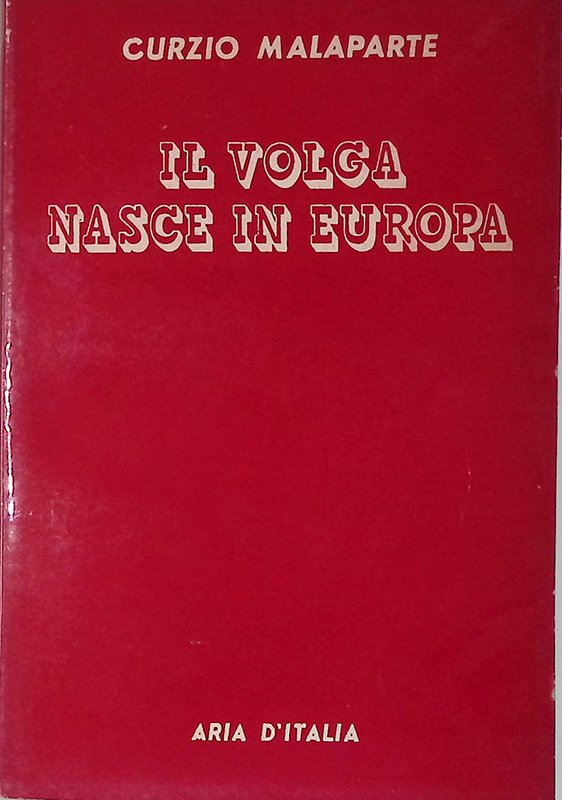 CURZIO MALAPARTE
IL VOLGA
NASCE IN EUROPA
ARIA D'ITALIA